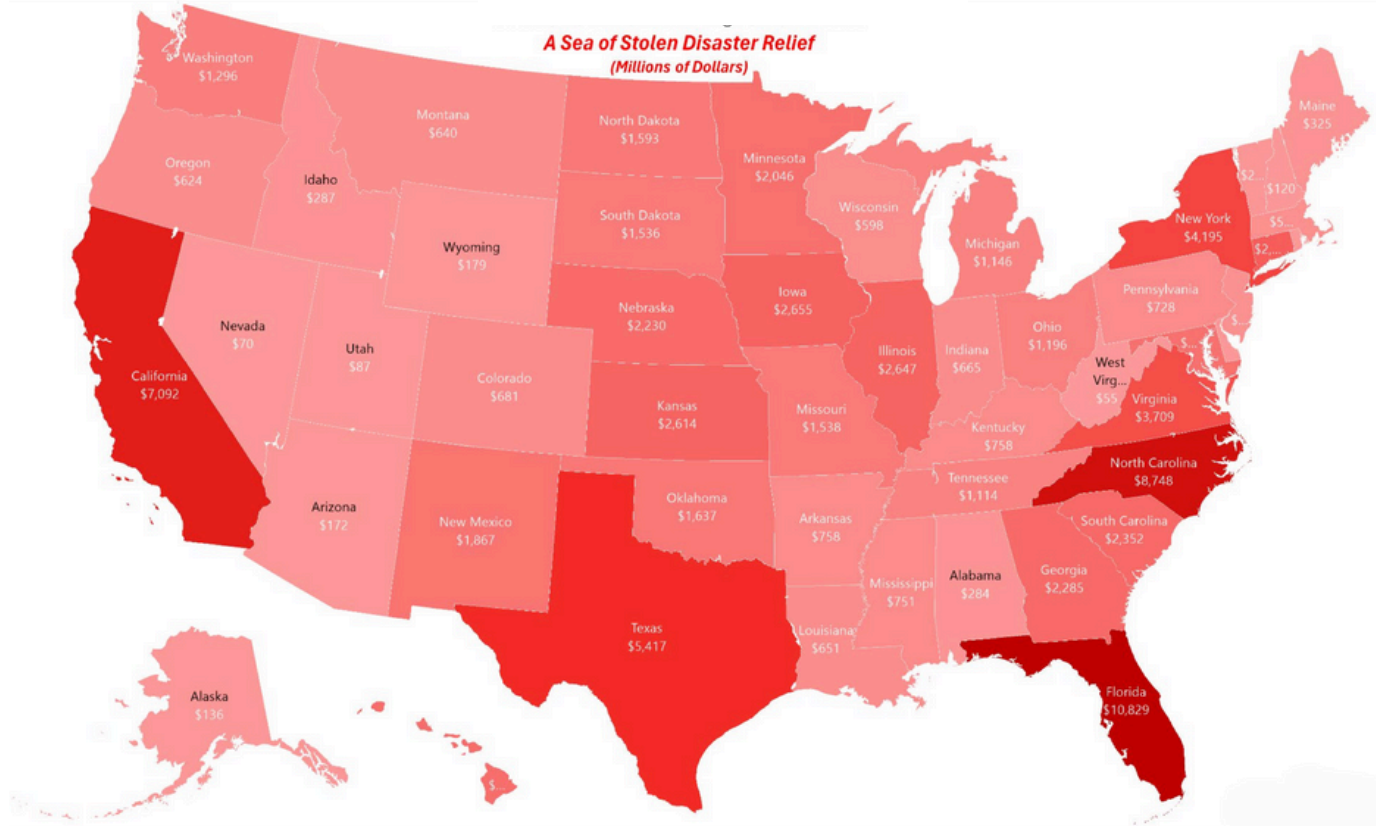 A Sea of Stolen Disaster Relief
(Millions of Dollars)
Washington
$1,296
Oregon
$624
California
$7,092
Idaho
$287
Nevada
$70
Montana
$640
Wyoming
$179
Utah
$87
Arizona
$172
Colorado
$681
New Mexico
$1,867
North Dakota
$1,593
South Dakota
$1,536
Nebraska
$2,230
Kansas
$2,614
Oklahoma
$1,637
Texas
$5,417
Minnesota
$2,046
Iowa
$2,655
Missouri
$1,538
Arkansas
$758
Louisiana
$651
Wisconsin
$598
Illinois
$2,647
Michigan
$1,146
Indiana
$665
Ohio
$1,196
Kentucky
$758
Tennessee
$1,114
Mississippi
$751
Alabama
$284
Georgia
$2,285
Florida
$10,829
South Carolina
$2,352
North Carolina
$8,748
Virginia
$3,709
West
Virg...
$55
Pennsylvania
$728
New York
$4,195
Maine
$325
$2...
$120
$5...
$2,...
$...
$...
Alaska
$136
$...